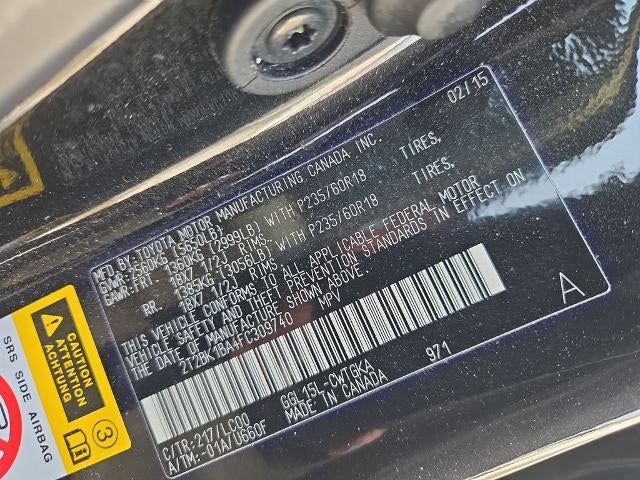 MFD.BY:TOYOTA MOTOR MANUFACTURING CANADA INC. 02/15
GVWR:2560KG (5650LB)
GAWR:FRT. 1360KG (2999LB) WITH P235/60R18 TIRES,
18X7 1/2J RIMS,
RR. 1385KG (3056LB) WITH P235/60R18 TIRES,
18X7 1/2J RIMS
THIS VEHICLE CONFORMS TO ALL APPLICABLE FEDERAL MOTOR
VEHICLE SAFETY AND THEFT PREVENTION STANDARDS IN EFFECT ON
THE DATE OF MANUFACTURE SHOWN ABOVE.
2T2BK1BA4FC309740 MPV
A
971
C/TR:217/LC00 GGL15L-CWTGKA
A/TM:-01A/U660F MADE IN CANADA
CAUTION
ATTENTION
ACHTUNG
3
SRS SIDE AIRBAG